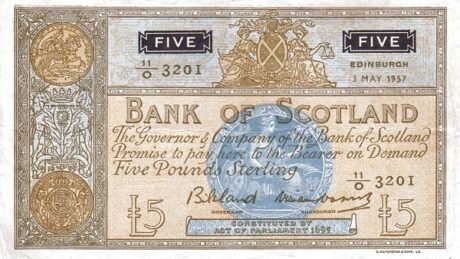 FIVE FIVE
11/O 3201
EDINBURGH
3 MAY 1957
BANK OF SCOTLAND
The Governor & Company of the Bank of Scotland
Promise to pay here to the Bearer on Demand
Five Pounds Sterling
11/O 3201
GOVERNOR TREASURER
£5 £5
CONSTITUTED BY
ACT OF PARLIAMENT 1695